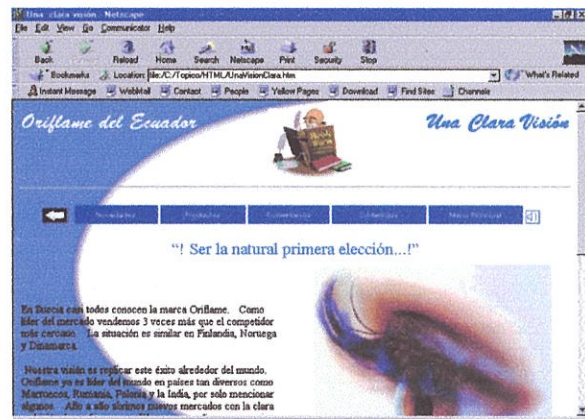 Una clara visión - Netscape
File Edit View Go Communicator Help
Back Reload Home Search Netscape Print Security Stop
Bookmarks Location: file:/C:/Topico/HTML/UnaVisionClara.htm What's Related
Instant Message WebMail Contact People Yellow Pages Download Find Sites Channels
Oriflame del Ecuador
Una Clara Visión
Novedades Productos Menú Principal
“! Ser la natural primera elección...!”
En Suecia casi todos conocen la marca Oriflame. Como
líder del mercado vendemos 3 veces más que el competidor
más cercano. La situación es similar en Finlandia, Noruega
y Dinamarca.
Nuestra visión es replicar este éxito alrededor del mundo.
Oriflame ya es líder del mundo en países tan diversos como
Marruecos, Rumania, Polonia y la India, por solo mencionar
algunos. Año a año abrimos nuevos mercados con la clara